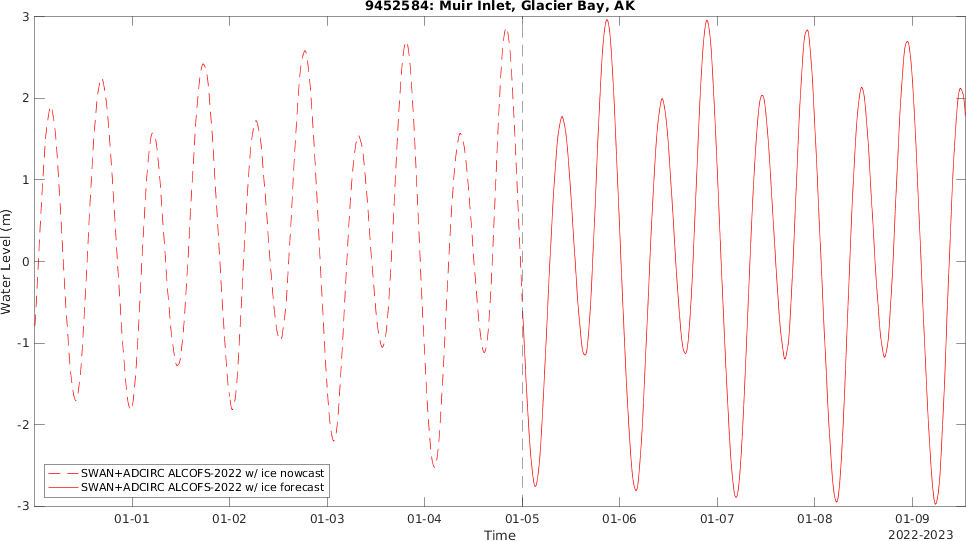 9452584: Muir Inlet, Glacier Bay, AK
Water Level (m)
3
2
1
0
-1
-2
-3
SWAN+ADCIRC ALCOFS-2022 w/ ice nowcast
SWAN+ADCIRC ALCOFS-2022 w/ ice forecast
01-01 01-02 01-03 01-04 01-05 01-06 01-07 01-08 01-09
Time
2022-2023